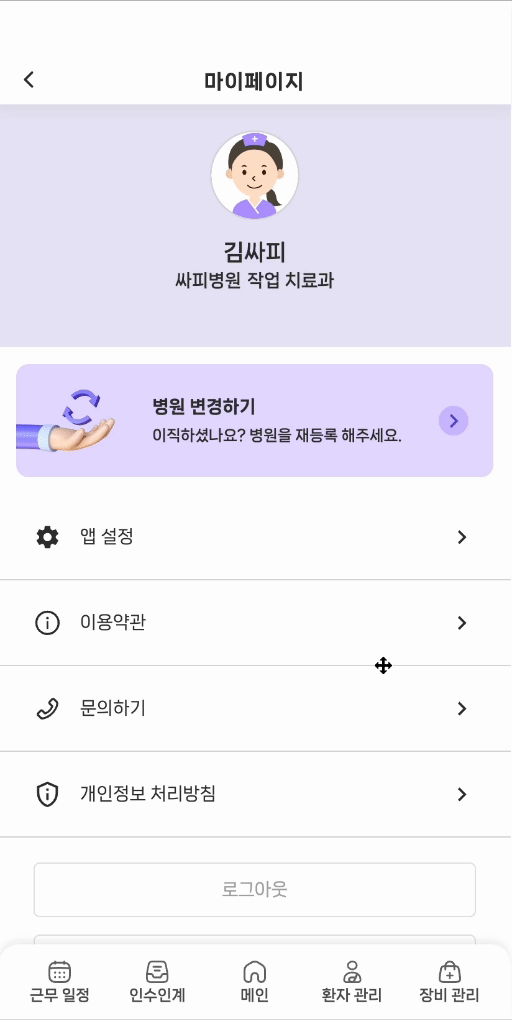 마이페이지
김싸피
싸피병원 작업 치료과
병원 변경하기
이직하셨나요? 병원을 재등록 해주세요.
앱 설정
이용약관
문의하기
개인정보 처리방침
로그아웃
근무 일정
인수인계
메인
환자 관리
장비 관리